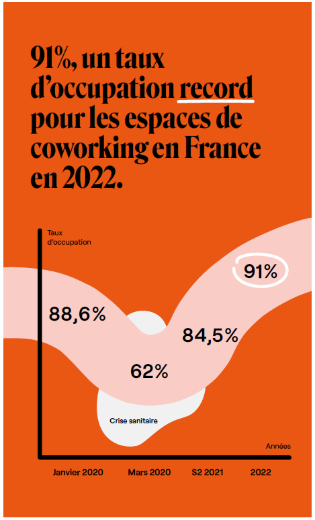 91%, un taux
d'occupation record
pour les espaces de
coworking en France
en 2022.
Taux
d'occupation
91%
88,6%
84,5%
62%
Crise sanitaire
Années
Janvier 2020 Mars 2020 S2 2021 2022